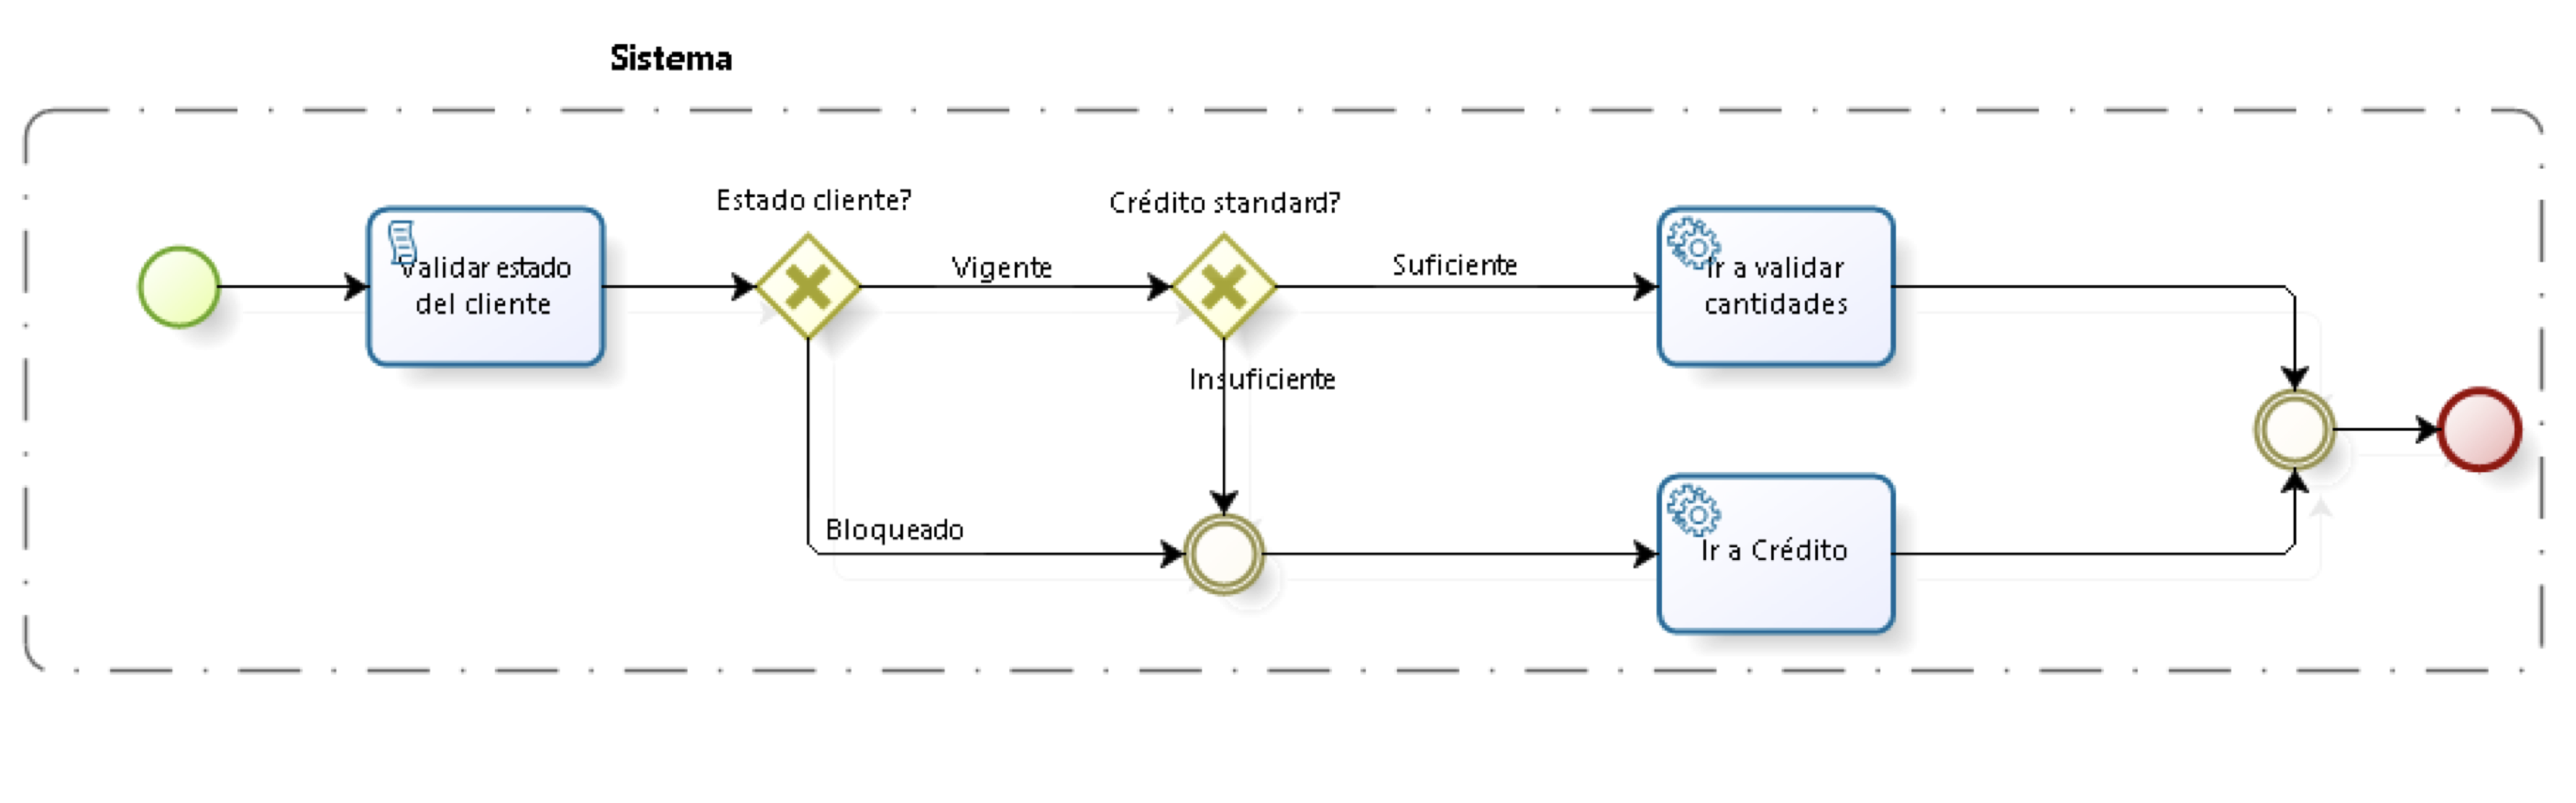 Sistema
Estado cliente?
Crédito standard?
Validar estado
del cliente
Vigente
Suficiente
Ir a validar
cantidades
Insuficiente
Bloqueado
Ir a Crédito